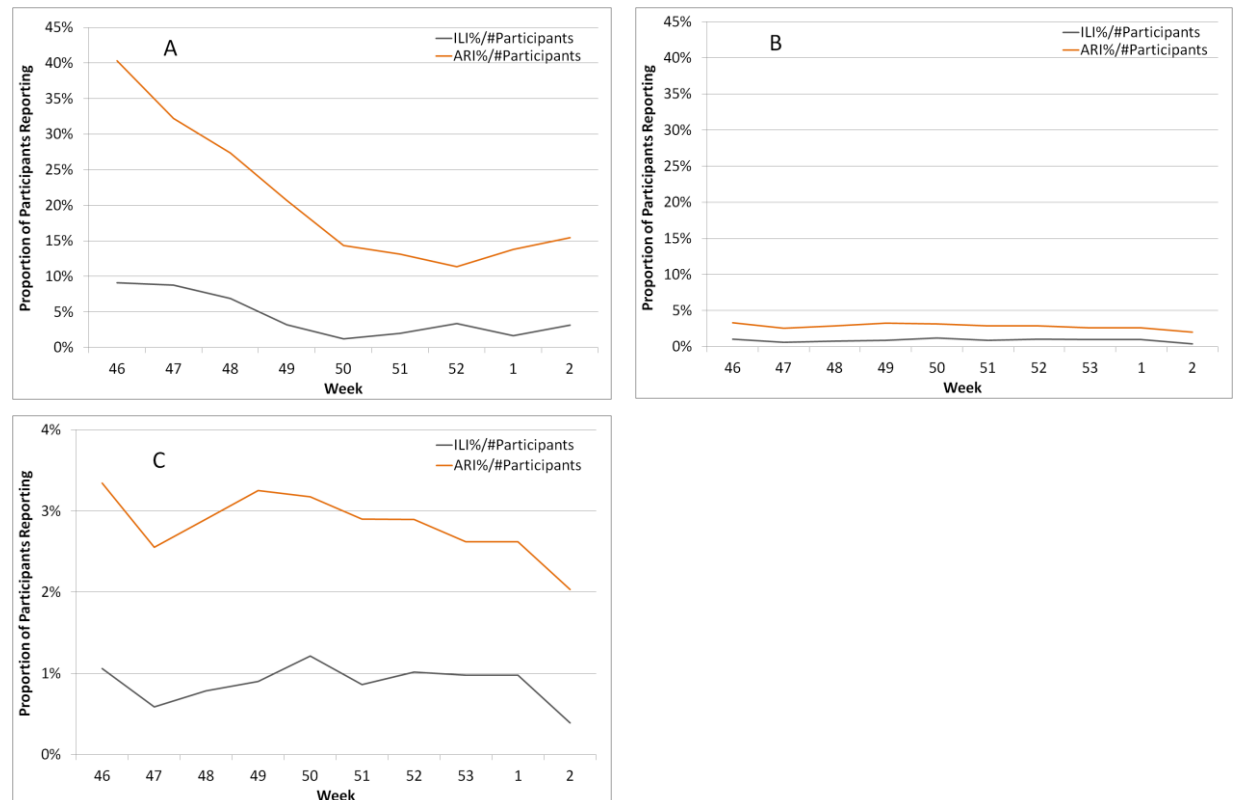 A
ILI%/#Participants
ARI%/#Participants
Proportion of Participants Reporting
45%
40%
35%
30%
25%
20%
15%
10%
5%
0%
46 47 48 49 50 51 52 1 2
Week
B
ILI%/#Participants
ARI%/#Participants
Proportion of Participants Reporting
45%
40%
35%
30%
25%
20%
15%
10%
5%
0%
46 47 48 49 50 51 52 53 1 2
Week
C
ILI%/#Participants
ARI%/#Participants
Proportion of Participants Reporting
4%
3%
2%
1%
0%
46 47 48 49 50 51 52 53 1 2
Week